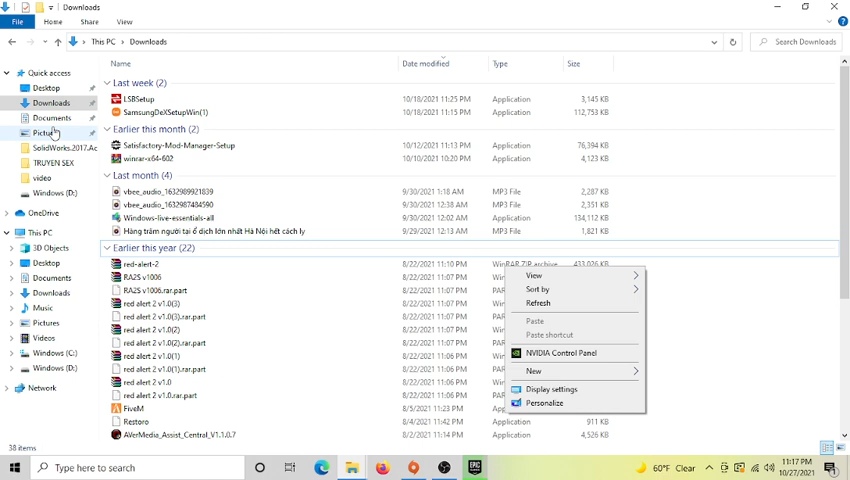 Downloads
File Home Share View
This PC Downloads Search Downloads
Name Date modified Type Size
Quick access
Desktop
Downloads
Documents
SolidWorks.2017.Ac
TRUYEN SEX
video
Windows (D:)
OneDrive
This PC
3D Objects
Desktop
Documents
Downloads
Music
Pictures
Videos
Windows (C:)
Windows (D:)
Network
Last week (2)
LSBSetup 10/18/2021 11:25 PM Application 3,145 KB
SamsungDeXSetupWin(1) 10/18/2021 11:15 PM Application 112,753 KB
Earlier this month (2)
Satisfactory-Mod-Manager-Setup 10/12/2021 11:13 PM Application 76,394 KB
winrar-x64-602 10/10/2021 10:20 PM Application 4,123 KB
Last month (4)
vbee_audio_1632989921839 9/30/2021 1:18 AM MP3 File 2,287 KB
vbee_audio_1632987484590 9/30/2021 12:38 AM MP3 File 2,351 KB
Windows-live-essentials-all 9/30/2021 12:02 AM Application 134,112 KB
Hàng trăm người tại ổ dịch lớn nhất Hà Nội hết cách ly 9/29/2021 12:13 AM MP3 File 1,821 KB
Earlier this year (22)
red-alert-2 8/22/2021 11:10 PM WinRAR ZIP archive 433,026 KB
RA2S v1006 8/22/2021 11:07 PM
RA2S v1006.rar.part 8/22/2021 11:07 PM
red alert 2 v1.0(3) 8/22/2021 11:07 PM
red alert 2 v1.0(3).rar.part 8/22/2021 11:07 PM
red alert 2 v1.0(2) 8/22/2021 11:07 PM
red alert 2 v1.0(2).rar.part 8/22/2021 11:07 PM
red alert 2 v1.0(1) 8/22/2021 11:06 PM
red alert 2 v1.0(1).rar.part 8/22/2021 11:07 PM
red alert 2 v1.0 8/22/2021 11:06 PM
red alert 2 v1.0.rar.part 8/22/2021 11:06 PM
FiveM 8/5/2021 11:23 PM
Restoro 8/4/2021 11:42 PM Application 911 KB
AVerMedia_Assist_Central_V1.1.0.7 8/2/2021 11:14 PM Application 4,526 KB
View
Sort by
Refresh
Paste
Paste shortcut
NVIDIA Control Panel
New
Display settings
Personalize
38 items
Type here to search
EPIC GAMES
60°F Clear
11:17 PM
10/27/2021